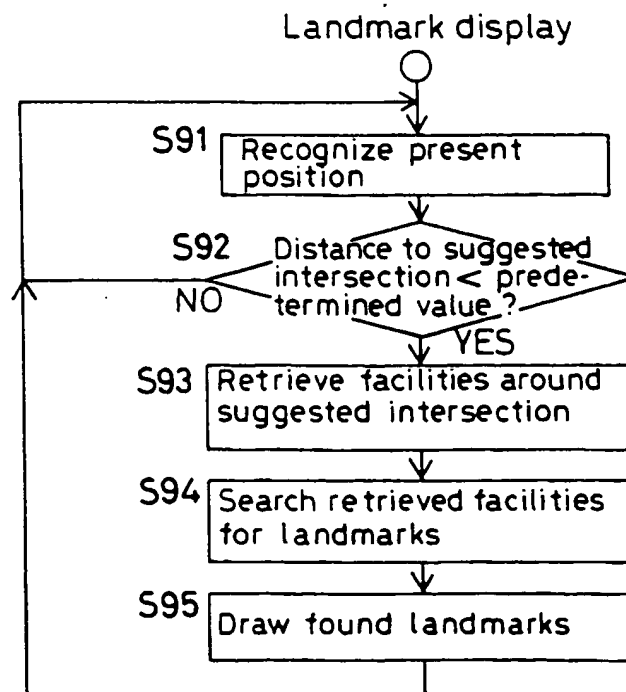 Landmark display
S91
Recognize present
position
S92
Distance to suggested
intersection < prede-
termined value ?
NO
YES
S93
Retrieve facilities around
suggested intersection
S94
Search retrieved facilities
for landmarks
S95
Draw found landmarks